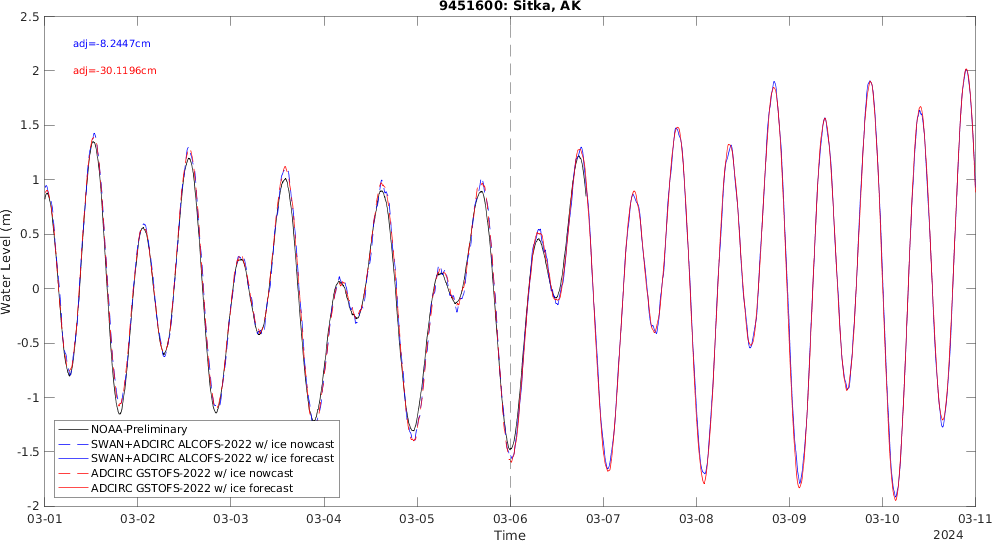 9451600: Sitka, AK
2.5
2
1.5
1
0.5
0
-0.5
-1
-1.5
-2
Water Level (m)
adj=-8.2447cm
adj=-30.1196cm
NOAA-Preliminary
SWAN+ADCIRC ALCOFS-2022 w/ ice nowcast
SWAN+ADCIRC ALCOFS-2022 w/ ice forecast
ADCIRC GSTOFS-2022 w/ ice nowcast
ADCIRC GSTOFS-2022 w/ ice forecast
03-01 03-02 03-03 03-04 03-05 03-06 03-07 03-08 03-09 03-10 03-11
Time
2024